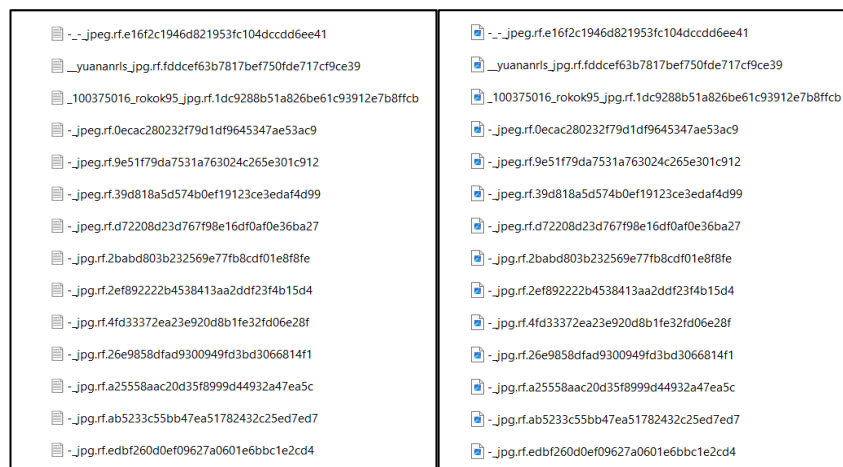 -_-_jpeg.rf.e16f2c1946d821953fc104dccdd6ee41
__yuananrls_jpg.rf.fddcef63b7817bef750fde717cf9ce39
_100375016_rokok95_jpg.rf.1dc9288b51a826be61c93912e7b8ffcb
-_jpeg.rf.0ecac280232f79d1df9645347ae53ac9
-_jpeg.rf.9e51f79da7531a763024c265e301c912
-_jpeg.rf.39d818a5d574b0ef19123ce3edaf4d99
-_jpeg.rf.d72208d23d767f98e16df0af0e36ba27
-_jpg.rf.2babd803b232569e77fb8cdf01e8f8fe
-_jpg.rf.2ef892222b4538413aa2ddf23f4b15d4
-_jpg.rf.4fd33372ea23e920d8b1fe32fd06e28f
-_jpg.rf.26e9858dfad9300949fd3bd3066814f1
-_jpg.rf.a25558aac20d35f8999d44932a47ea5c
-_jpg.rf.ab5233c55bb47ea51782432c25ed7ed7
-_jpg.rf.edbf260d0ef09627a0601e6bbc1e2cd4
-_-_jpeg.rf.e16f2c1946d821953fc104dccdd6ee41
__yuananrls_jpg.rf.fddcef63b7817bef750fde717cf9ce39
_100375016_rokok95_jpg.rf.1dc9288b51a826be61c93912e7b8ffcb
-_jpeg.rf.0ecac280232f79d1df9645347ae53ac9
-_jpeg.rf.9e51f79da7531a763024c265e301c912
-_jpeg.rf.39d818a5d574b0ef19123ce3edaf4d99
-_jpeg.rf.d72208d23d767f98e16df0af0e36ba27
-_jpg.rf.2babd803b232569e77fb8cdf01e8f8fe
-_jpg.rf.2ef892222b4538413aa2ddf23f4b15d4
-_jpg.rf.4fd33372ea23e920d8b1fe32fd06e28f
-_jpg.rf.26e9858dfad9300949fd3bd3066814f1
-_jpg.rf.a25558aac20d35f8999d44932a47ea5c
-_jpg.rf.ab5233c55bb47ea51782432c25ed7ed7
-_jpg.rf.edbf260d0ef09627a0601e6bbc1e2cd4